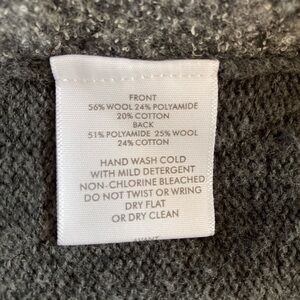 FRONT
56% WOOL 24% POLYAMIDE
20% COTTON
BACK
51% POLYAMIDE 25% WOOL
24% COTTON
HAND WASH COLD
WITH MILD DETERGENT
NON-CHLORINE BLEACHED
DO NOT TWIST OR WRING
DRY FLAT
OR DRY CLEAN